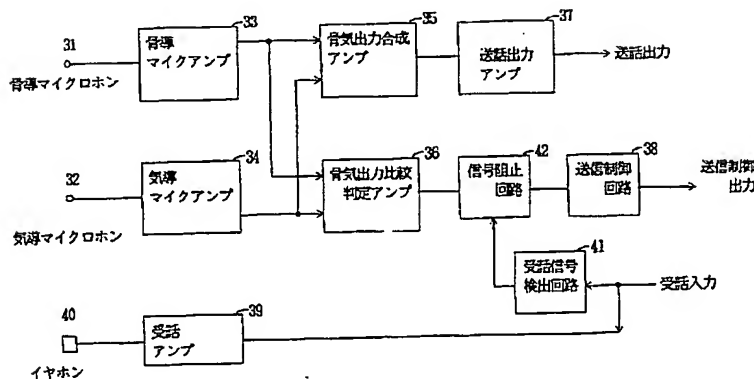 31
骨導マイクロホン
33
骨導
マイクアンプ
35
骨気出力合成
アンプ
37
送話出力
アンプ
送話出力
32
気導マイクロホン
34
気導
マイクアンプ
36
骨気出力比較
判定アンプ
42
信号阻止
回路
38
送信制御
回路
送信制御
出力
41
受話信号
検出回路
受話入力
40
イヤホン
39
受話
アンプ